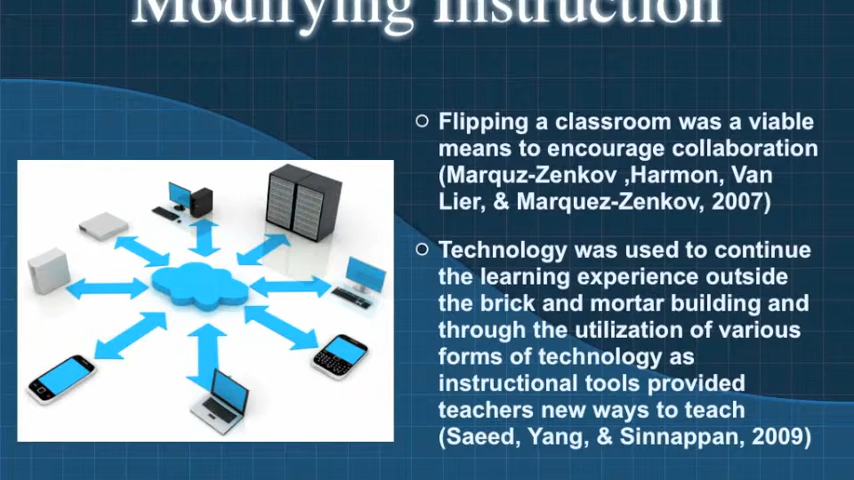 Modifying Instruction
Flipping a classroom was a viable
means to encourage collaboration
(Marquz-Zenkov ,Harmon, Van
Lier, & Marquez-Zenkov, 2007)
Technology was used to continue
the learning experience outside
the brick and mortar building and
through the utilization of various
forms of technology as
instructional tools provided
teachers new ways to teach
(Saeed, Yang, & Sinnappan, 2009)